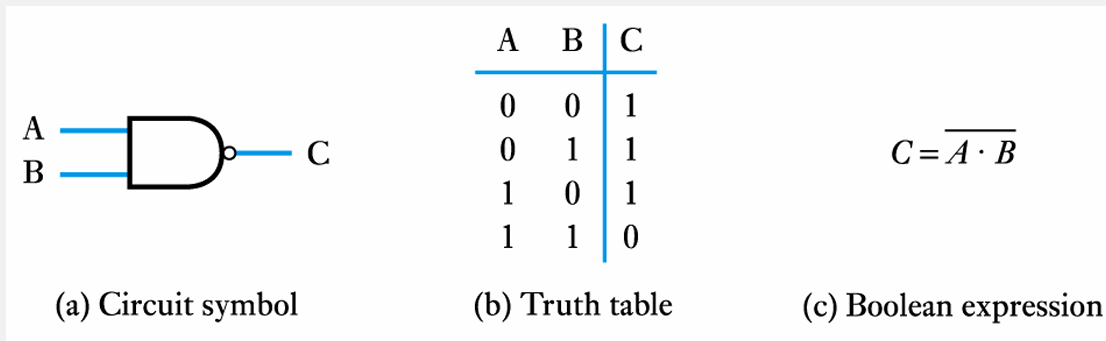 A
B
C
A B C
0 0 1
0 1 1
1 0 1
1 1 0
C = \overline{A · B}
(a) Circuit symbol
(b) Truth table
(c) Boolean expression